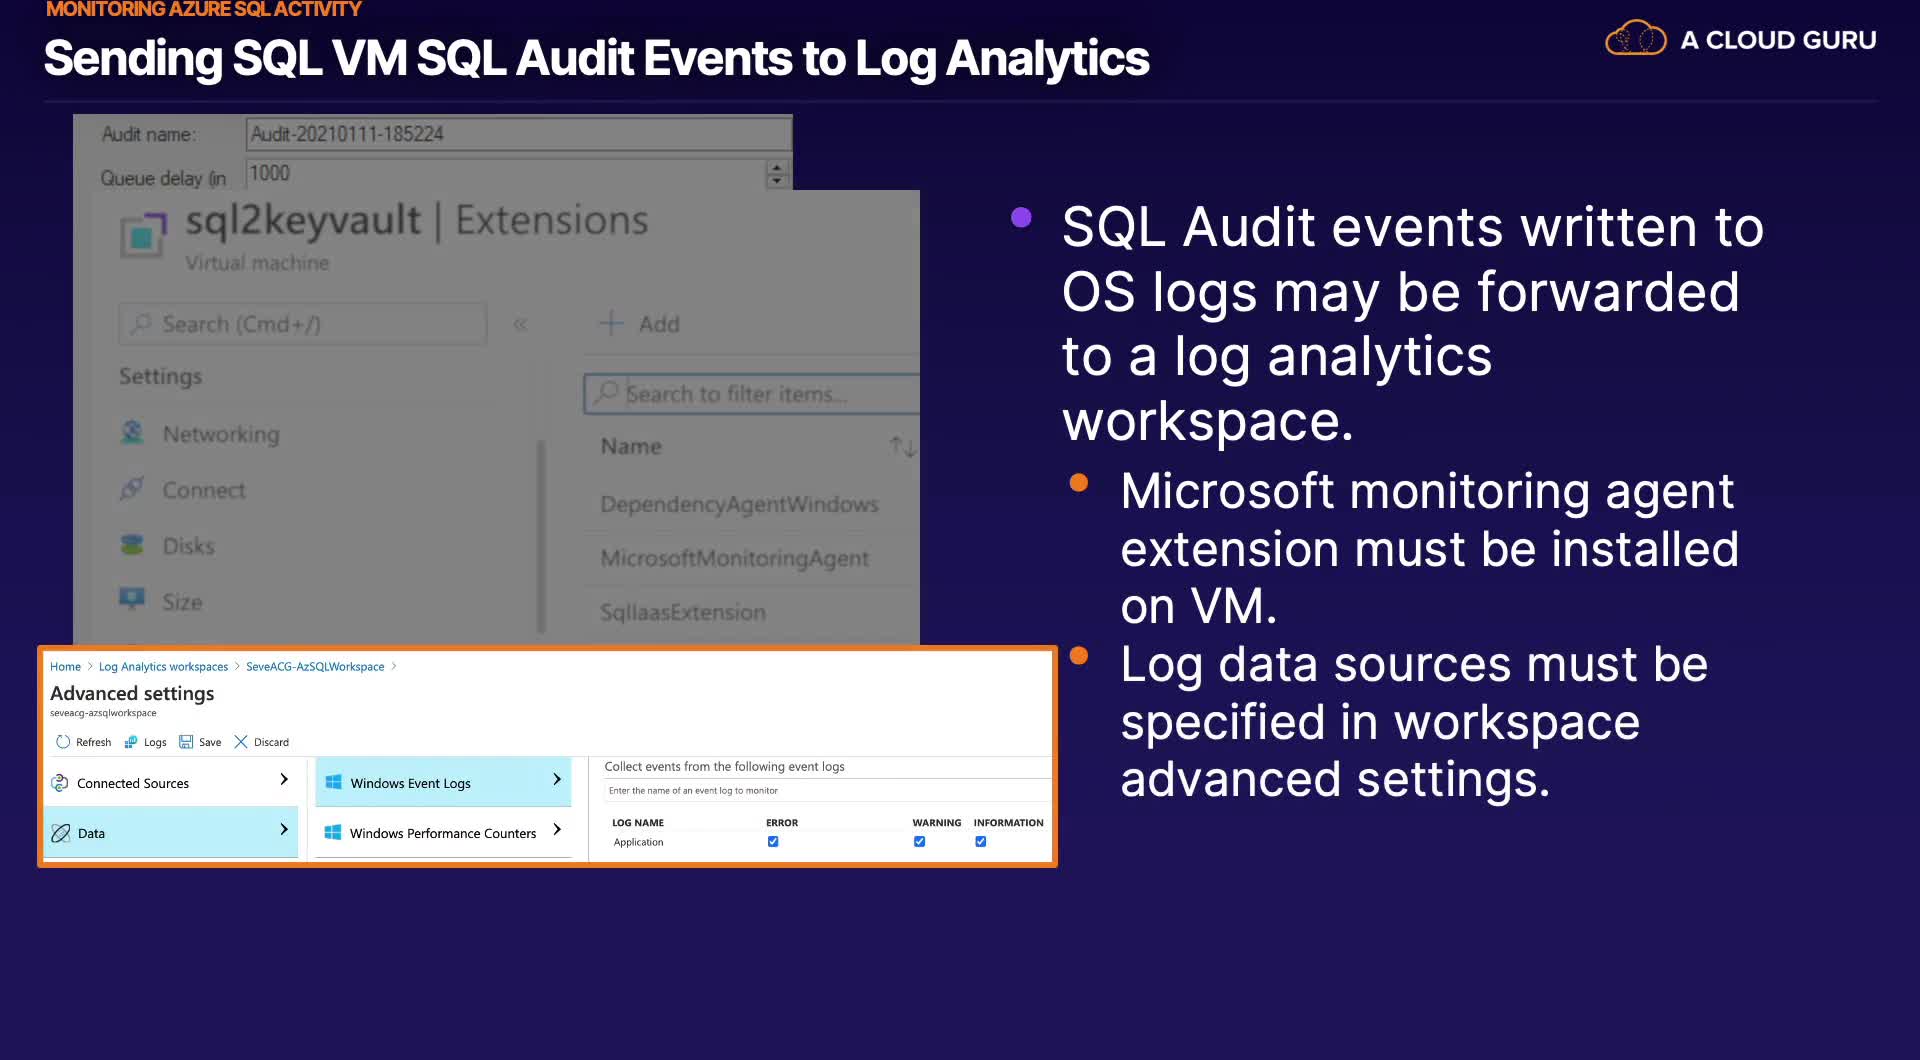 MONITORING AZURE SQL ACTIVITY
Sending SQL VM SQL Audit Events to Log Analytics
A CLOUD GURU
Audit name:
Audit-20210111-185224
Queue delay (in
1000
sql2keyvault | Extensions
Virtual machine
Search (Cmd+/)
«
Add
Settings
Search to filter items...
Networking
Name
Connect
DependencyAgentWindows
Disks
MicrosoftMonitoringAgent
Size
SqlIaasExtension
Home > Log Analytics workspaces > SeveACG-AzSQLWorkspace >
Advanced settings
seveacg-azsqlworkspace
Refresh Logs Save Discard
Connected Sources
Data
Windows Event Logs
Windows Performance Counters
Collect events from the following event logs
Enter the name of an event log to monitor
LOG NAME ERROR WARNING INFORMATION
Application
SQL Audit events written to
OS logs may be forwarded
to a log analytics
workspace.
Microsoft monitoring agent
extension must be installed
on VM.
Log data sources must be
specified in workspace
advanced settings.